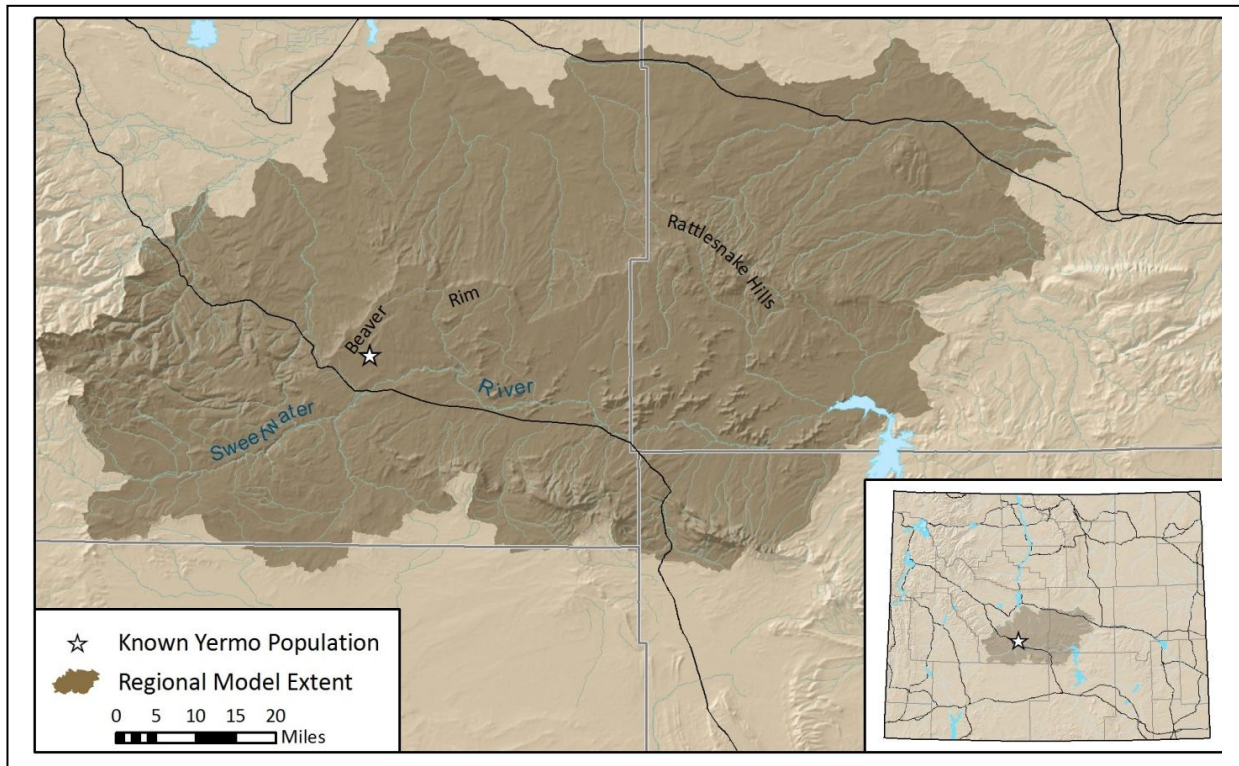 Rattlesnake Hills
Beaver
Rim
River
Sweetwater
Known Yermo Population
Regional Model Extent
0 5 10 15 20
Miles